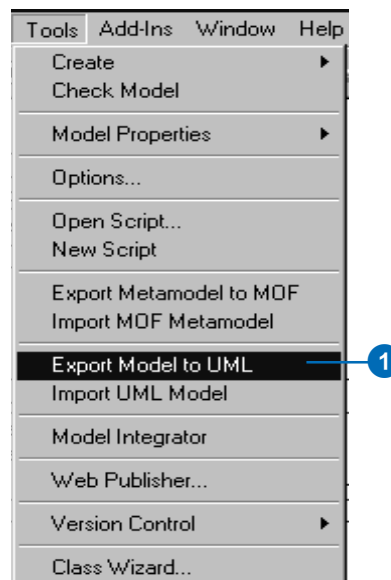 Tools Add-Ins Window Help
Create
Check Model
Model Properties
Options...
Open Script...
New Script
Export Metamodel to MOF
Import MOF Metamodel
Export Model to UML
1
Import UML Model
Model Integrator
Web Publisher...
Version Control
Class Wizard...